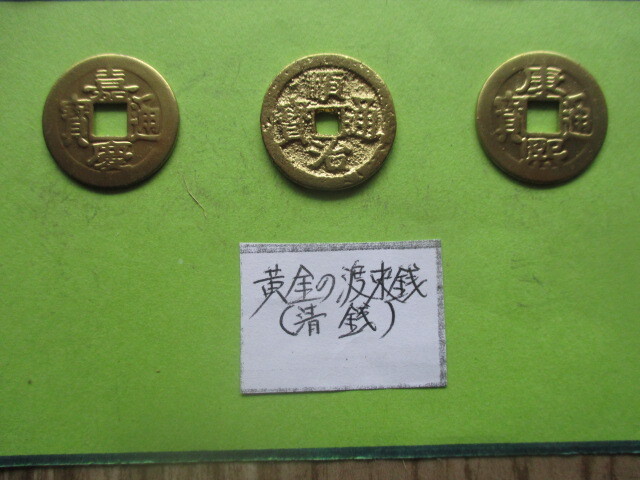 嘉慶通寶
順治通寶
康熙通寶
黄金の渡来銭
(清 銭)